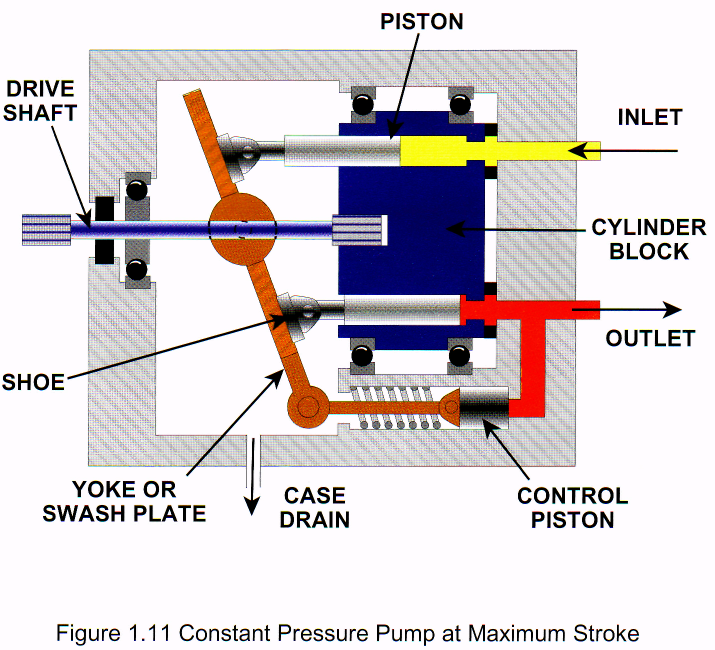 PISTON
DRIVE
SHAFT
INLET
CYLINDER
BLOCK
OUTLET
SHOE
YOKE OR
SWASH PLATE
CASE
DRAIN
CONTROL
PISTON
Figure 1.11 Constant Pressure Pump at Maximum Stroke